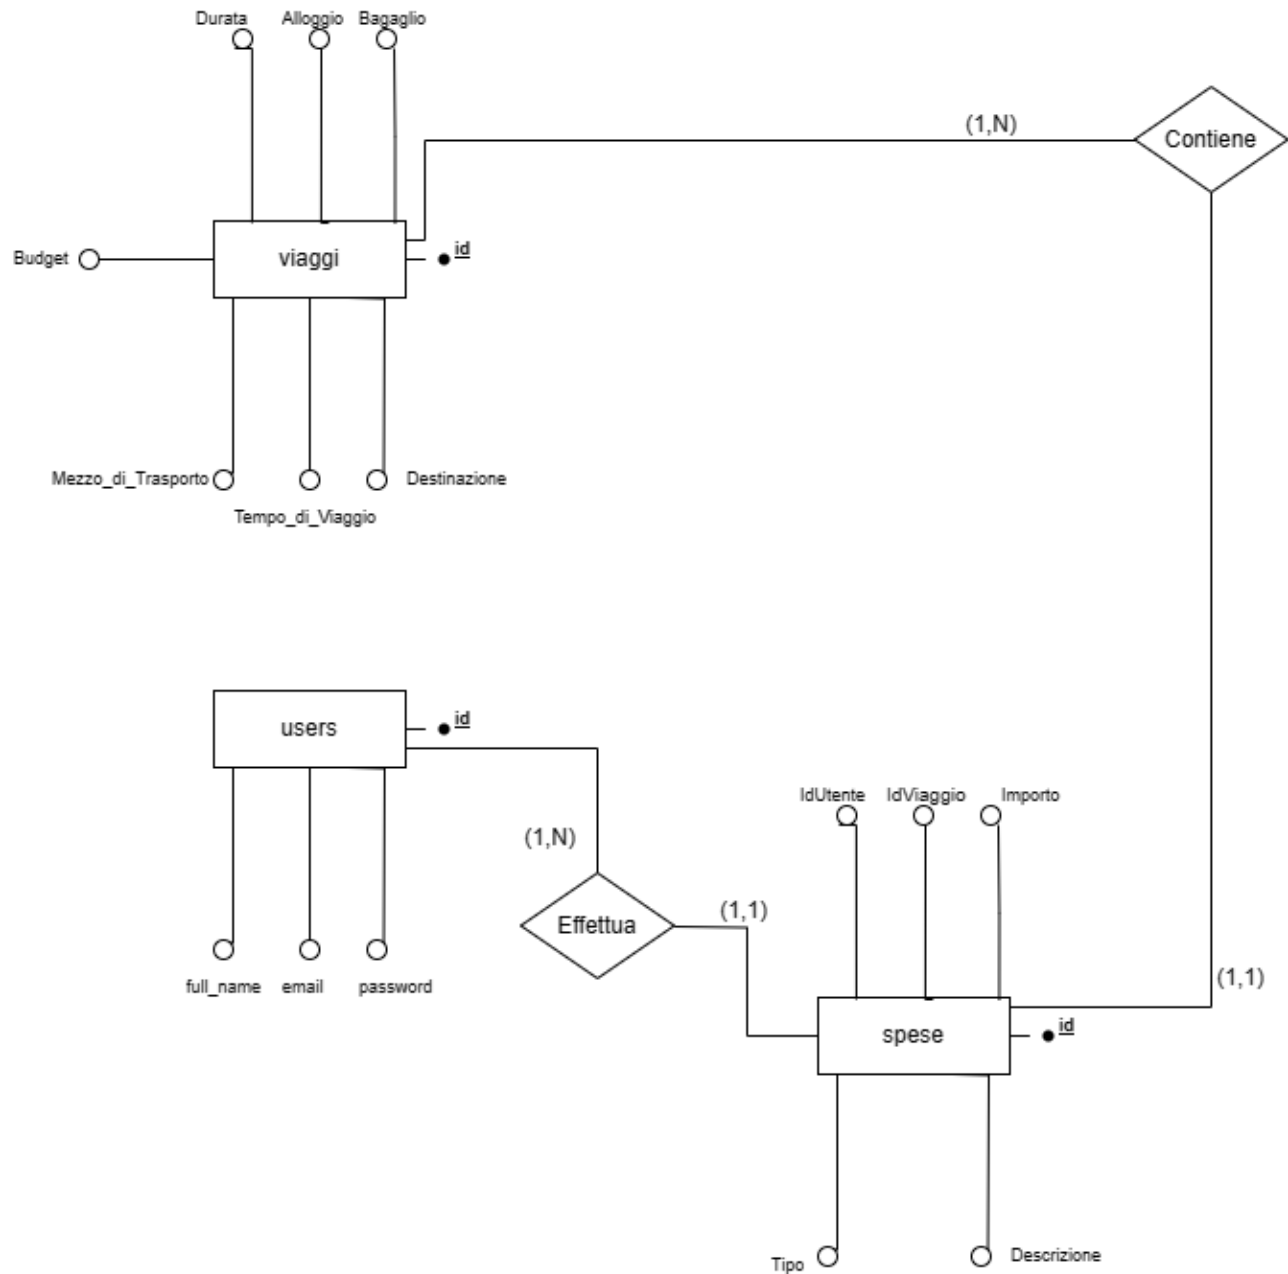 Durata Alloggio Bagaglio
(1,N)
Contiene
id
Budget
viaggi
Mezzo_di_Trasporto
Destinazione
Tempo_di_Viaggio
id
users
IdUtente IdViaggio Importo
(1,N)
(1,1)
Effettua
(1,1)
full_name email password
id
spese
Tipo
Descrizione